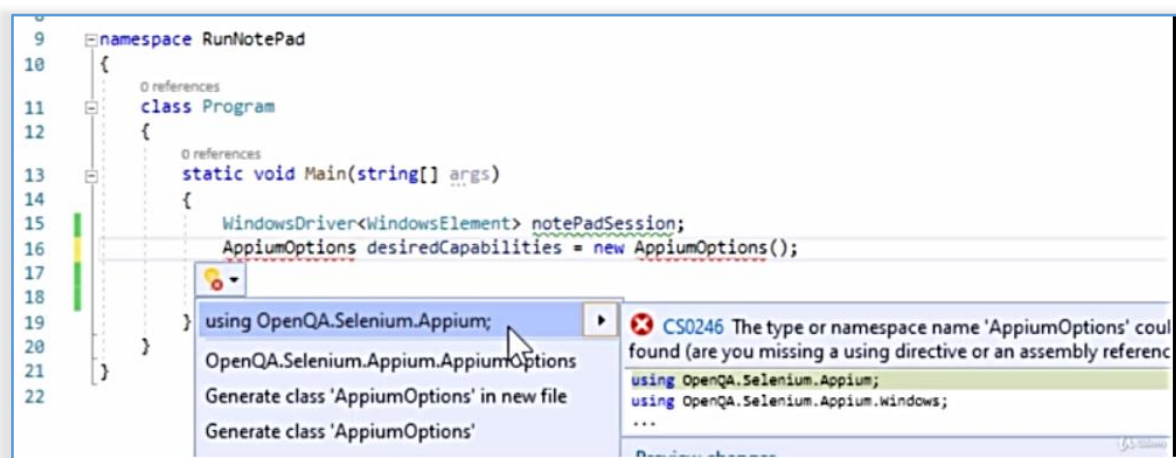 9 namespace RunNotePad
10 {
0 references
11 class Program
12 {
0 references
13 static void Main(string[] args)
14 {
15 WindowsDriver<WindowsElement> notePadSession;
16 AppiumOptions desiredCapabilities = new AppiumOptions();
17
18
19 }
20 }
21 }
22
using OpenQA.Selenium.Appium;
OpenQA.Selenium.Appium.AppiumOptions
Generate class 'AppiumOptions' in new file
Generate class 'AppiumOptions'
CS0246 The type or namespace name 'AppiumOptions' coul
found (are you missing a using directive or an assembly referenc
using OpenQA.Selenium.Appium;
using OpenQA.Selenium.Appium.Windows;
...
Preview changes